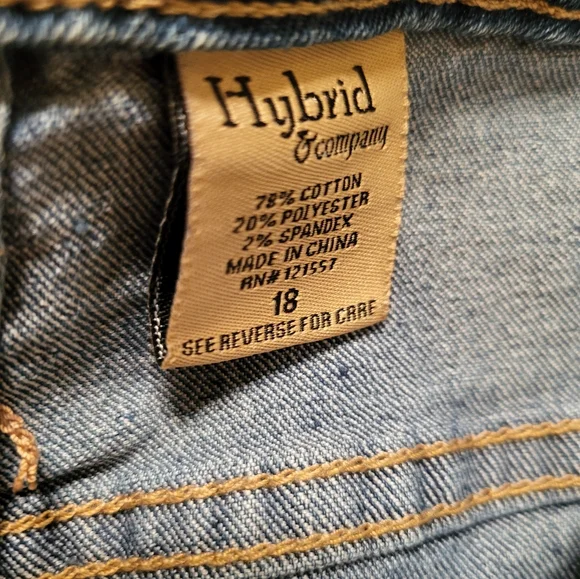 Hybrid
& company
78% COTTON
20% POLYESTER
2% SPANDEX
MADE IN CHINA
RN# 121557
18
SEE REVERSE FOR CARE